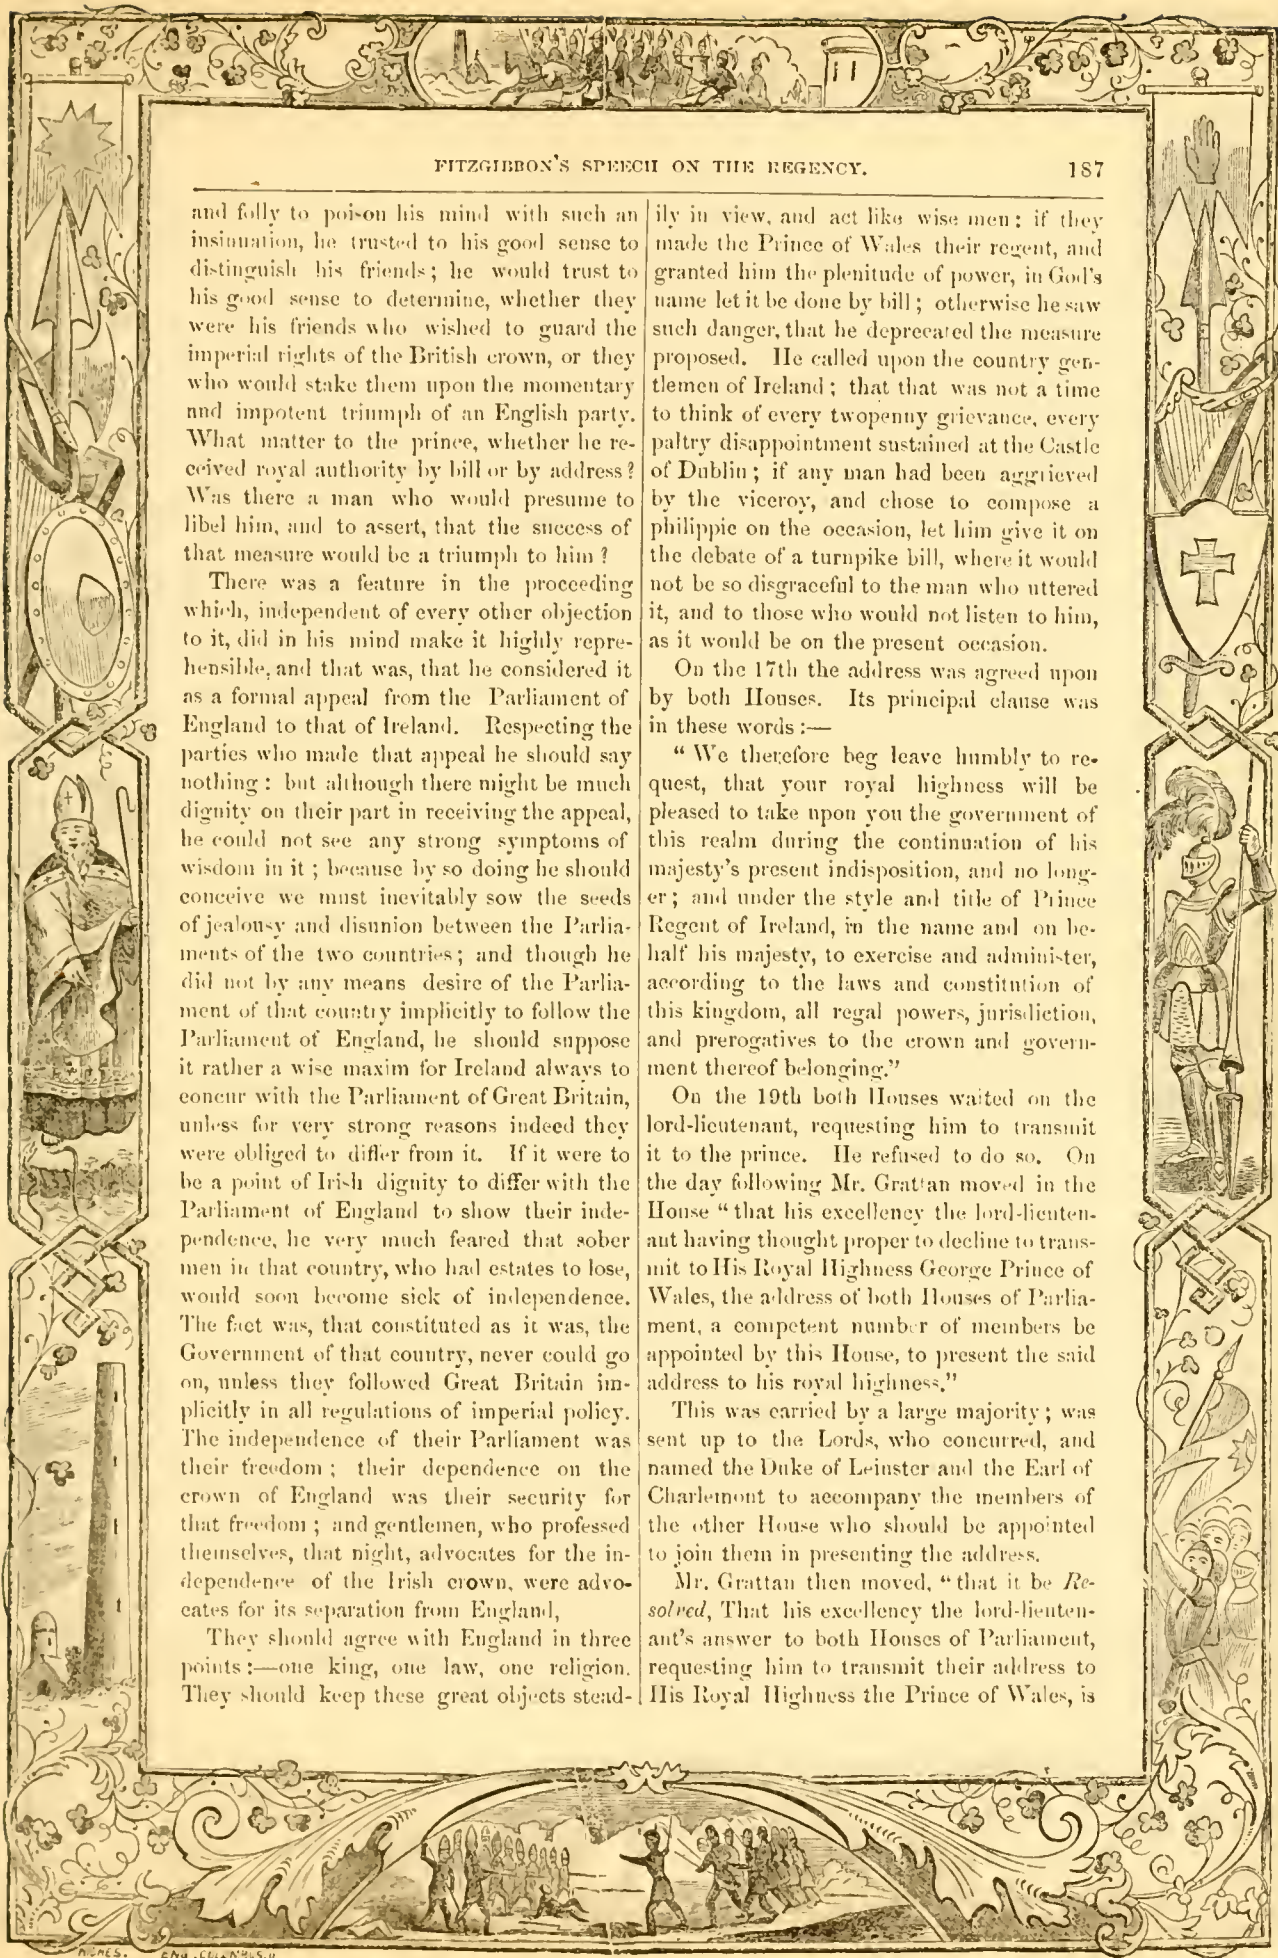 FITZGIBBON'S SPEECH ON THE REGENCY. 187
and folly to poison his mind with such an
insinuation, he trusted to his good sense to
distinguish his friends; he would trust to
his good sense to determine, whether they
were his friends who wished to guard the
imperial rights of the British crown, or they
who would stake them upon the momentary
and impotent triumph of an English party.
What matter to the prince, whether he re-
ceived royal authority by bill or by address?
Was there a man who would presume to
libel him, and to assert, that the success of
that measure would be a triumph to him?
There was a feature in the proceeding
which, independent of every other objection
to it, did in his mind make it highly repre-
hensible, and that was, that he considered it
as a formal appeal from the Parliament of
England to that of Ireland. Respecting the
parties who made that appeal he should say
nothing: but although there might be much
dignity on their part in receiving the appeal,
he could not see any strong symptoms of
wisdom in it; because by so doing he should
conceive we must inevitably sow the seeds
of jealousy and disunion between the Parlia-
ments of the two countries; and though he
did not by any means desire of the Parlia-
ment of that country implicitly to follow the
Parliament of England, he should suppose
it rather a wise maxim for Ireland always to
concur with the Parliament of Great Britain,
unless for very strong reasons indeed they
were obliged to differ from it. If it were to
be a point of Irish dignity to differ with the
Parliament of England to show their inde-
pendence, he very much feared that sober
men in that country, who had estates to lose,
would soon become sick of independence.
The fact was, that constituted as it was, the
Government of that country, never could go
on, unless they followed Great Britain im-
plicitly in all regulations of imperial policy.
The independence of their Parliament was
their freedom; their dependence on the
crown of England was their security for
that freedom; and gentlemen, who professed
themselves, that night, advocates for the in-
dependence of the Irish crown, were advo-
cates for its separation from England,
They should agree with England in three
points:—one king, one law, one religion.
They should keep these great objects stead-
ily in view, and act like wise men; if they
made the Prince of Wales their regent, and
granted him the plenitude of power, in God's
name let it be done by bill; otherwise he saw
such danger, that he deprecated the measure
proposed. He called upon the country gen-
tlemen of Ireland; that that was not a time
to think of every twopenny grievance, every
paltry disappointment sustained at the Castle
of Dublin; if any man had been aggrieved
by the viceroy, and chose to compose a
philippic on the occasion, let him give it on
the debate of a turnpike bill, where it would
not be so disgraceful to the man who uttered
it, and to those who would not listen to him,
as it would be on the present occasion.
On the 17th the address was agreed upon
by both Houses. Its principal clause was
in these words:—
"We therefore beg leave humbly to re-
quest, that your royal highness will be
pleased to take upon you the government of
this realm during the continuation of his
majesty's present indisposition, and no long-
er; and under the style and title of Prince
Regent of Ireland, in the name and on be-
half his majesty, to exercise and administer,
according to the laws and constitution of
this kingdom, all regal powers, jurisdiction,
and prerogatives to the crown and govern-
ment thereof belonging."
On the 19th both Houses waited on the
lord-lieutenant, requesting him to transmit
it to the prince. He refused to do so. On
the day following Mr. Grattan moved in the
House "that his excellency the lord-lieuten-
ant having thought proper to decline to trans-
mit to His Royal Highness George Prince of
Wales, the address of both Houses of Parlia-
ment, a competent number of members be
appointed by this House, to present the said
address to his royal highness."
This was carried by a large majority; was
sent up to the Lords, who concurred, and
named the Duke of Leinster and the Earl of
Charlemont to accompany the members of
the other House who should be appointed
to join them in presenting the address.
Mr. Grattan then moved, "that it be Re-
solved, That his excellency the lord-lieuten-
ant's answer to both Houses of Parliament,
requesting him to transmit their address to
His Royal Highness the Prince of Wales, is